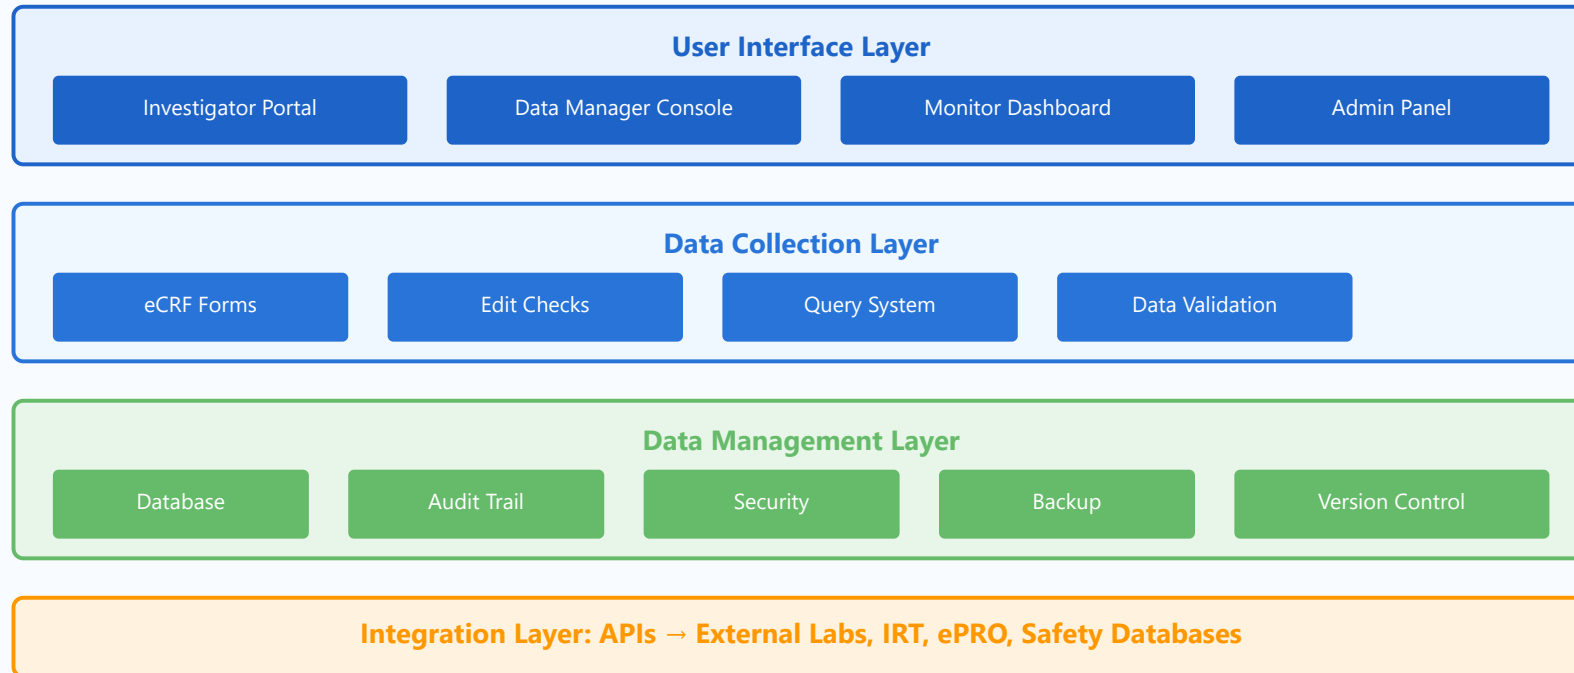 User Interface Layer
Investigator Portal
Data Manager Console
Monitor Dashboard
Admin Panel
Data Collection Layer
eCRF Forms
Edit Checks
Query System
Data Validation
Data Management Layer
Database
Audit Trail
Security
Backup
Version Control
Integration Layer: APIs → External Labs, IRT, ePRO, Safety Databases